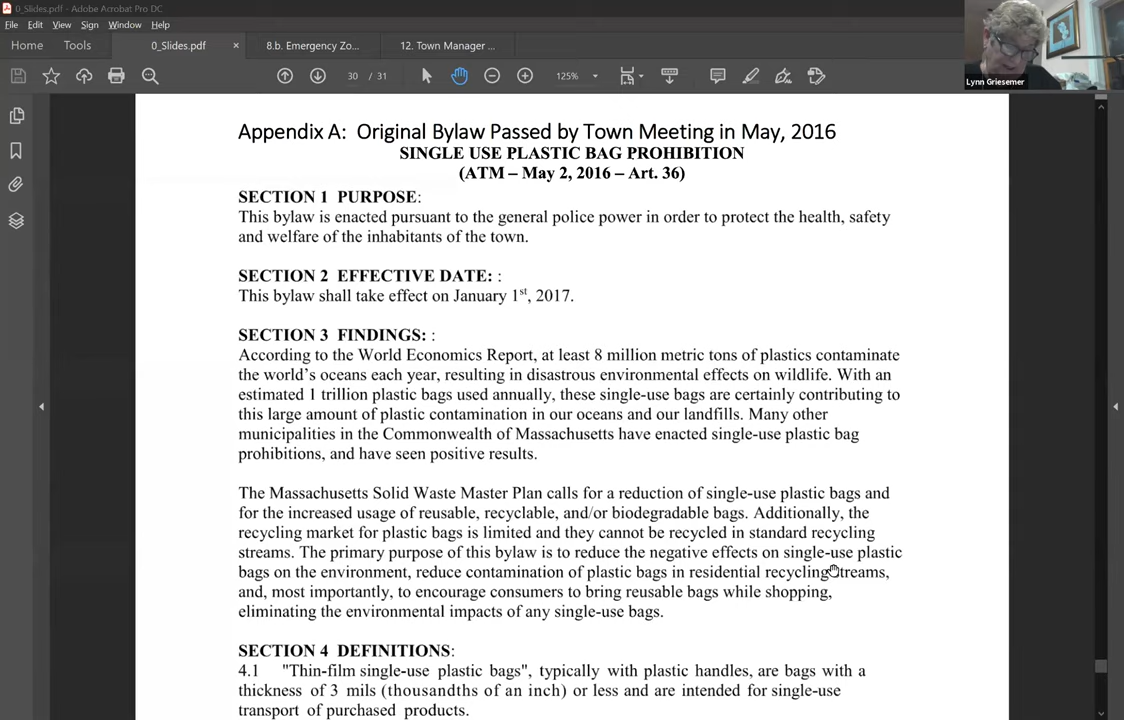 0_Slides.pdf - Adobe Acrobat Pro DC
File Edit View Sign Window Help
Home Tools 0_Slides.pdf × 8.b. Emergency Zo... 12. Town Manager ...
30 / 31 125%
Lynn Griesemer
Appendix A: Original Bylaw Passed by Town Meeting in May, 2016
SINGLE USE PLASTIC BAG PROHIBITION
(ATM – May 2, 2016 – Art. 36)
SECTION 1 PURPOSE:
This bylaw is enacted pursuant to the general police power in order to protect the health, safety
and welfare of the inhabitants of the town.
SECTION 2 EFFECTIVE DATE: :
This bylaw shall take effect on January 1st, 2017.
SECTION 3 FINDINGS: :
According to the World Economics Report, at least 8 million metric tons of plastics contaminate
the world's oceans each year, resulting in disastrous environmental effects on wildlife. With an
estimated 1 trillion plastic bags used annually, these single-use bags are certainly contributing to
this large amount of plastic contamination in our oceans and our landfills. Many other
municipalities in the Commonwealth of Massachusetts have enacted single-use plastic bag
prohibitions, and have seen positive results.
The Massachusetts Solid Waste Master Plan calls for a reduction of single-use plastic bags and
for the increased usage of reusable, recyclable, and/or biodegradable bags. Additionally, the
recycling market for plastic bags is limited and they cannot be recycled in standard recycling
streams. The primary purpose of this bylaw is to reduce the negative effects on single-use plastic
bags on the environment, reduce contamination of plastic bags in residential recycling streams,
and, most importantly, to encourage consumers to bring reusable bags while shopping,
eliminating the environmental impacts of any single-use bags.
SECTION 4 DEFINITIONS:
4.1 "Thin-film single-use plastic bags", typically with plastic handles, are bags with a
thickness of 3 mils (thousandths of an inch) or less and are intended for single-use
transport of purchased products.